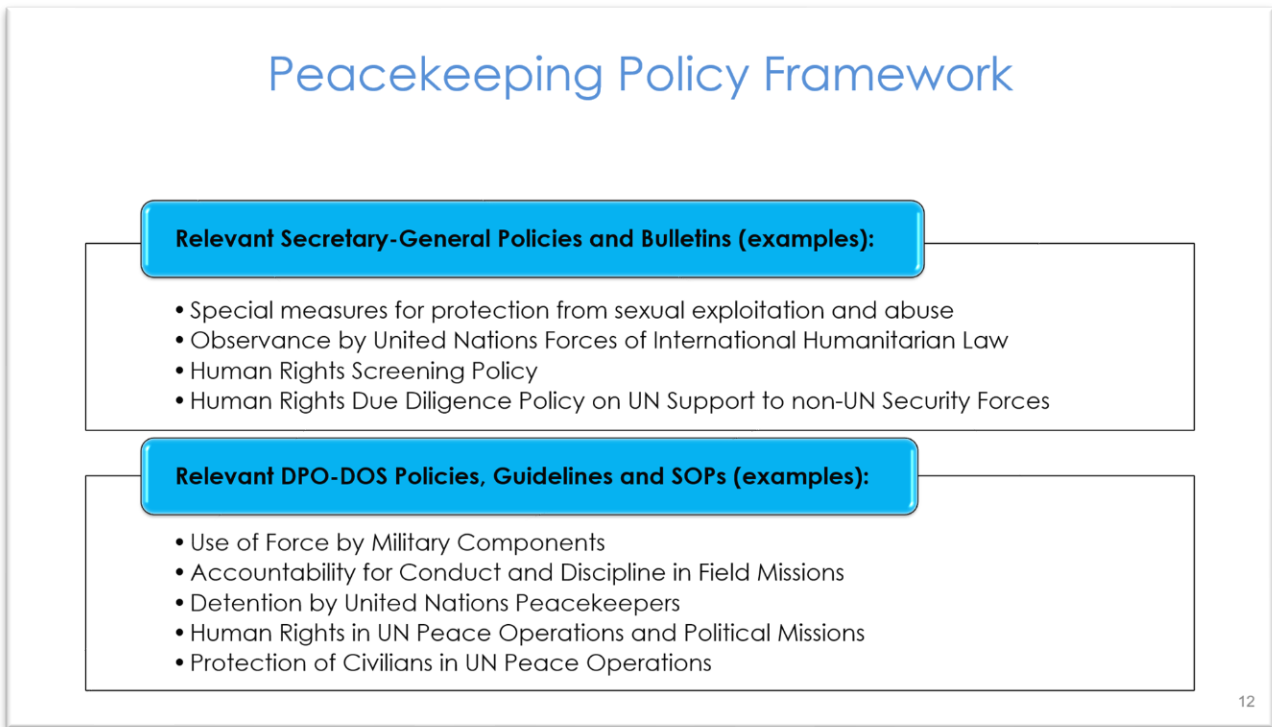 Peacekeeping Policy Framework
Relevant Secretary-General Policies and Bulletins (examples):
• Special measures for protection from sexual exploitation and abuse
• Observance by United Nations Forces of International Humanitarian Law
• Human Rights Screening Policy
• Human Rights Due Diligence Policy on UN Support to non-UN Security Forces
Relevant DPO-DOS Policies, Guidelines and SOPs (examples):
• Use of Force by Military Components
• Accountability for Conduct and Discipline in Field Missions
• Detention by United Nations Peacekeepers
• Human Rights in UN Peace Operations and Political Missions
• Protection of Civilians in UN Peace Operations
12